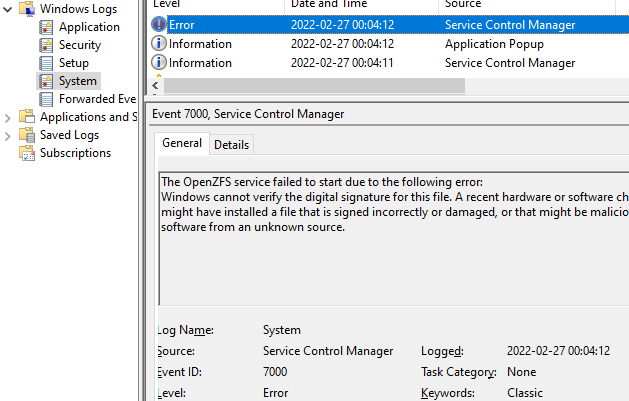 Windows Logs
Application
Security
Setup
System
Forwarded Eve
Applications and S
Saved Logs
Subscriptions
Level Date and Time Source
Error 2022-02-27 00:04:12 Service Control Manager
Information 2022-02-27 00:04:12 Application Popup
Information 2022-02-27 00:04:11 Service Control Manager
Event 7000, Service Control Manager
General Details
The OpenZFS service failed to start due to the following error:
Windows cannot verify the digital signature for this file. A recent hardware or software ch
might have installed a file that is signed incorrectly or damaged, or that might be malicio
software from an unknown source.
Log Name: System
Source: Service Control Manager Logged: 2022-02-27 00:04:12
Event ID: 7000 Task Category: None
Level: Error Keywords: Classic